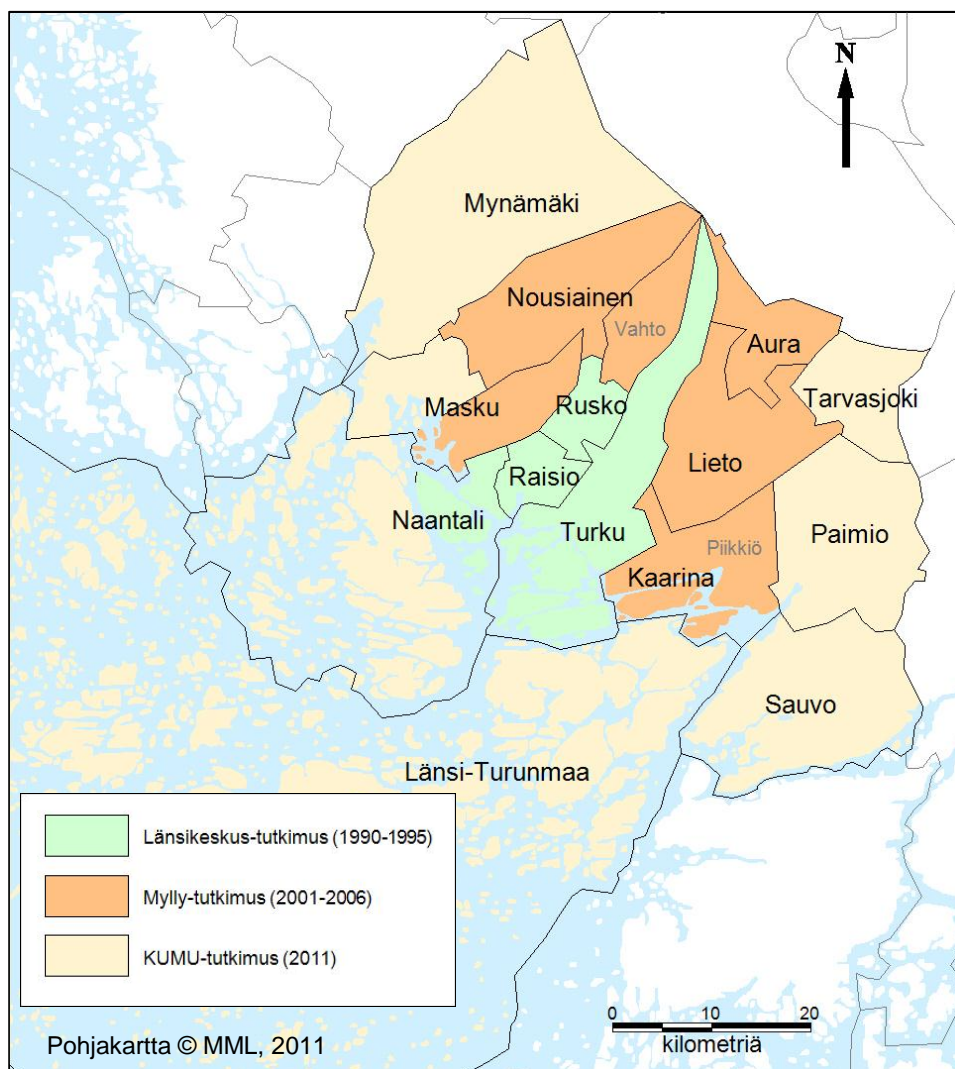 N
Mynämäki
Nousiainen
Vahto
Aura
Masku
Rusko
Tarvasjoki
Lieto
Raisio
Naantali
Turku
Paimio
Piikkiö
Kaarina
Sauvo
Länsi-Turunmaa
Länsikeskus-tutkimus (1990-1995)
Mylly-tutkimus (2001-2006)
KUMU-tutkimus (2011)
0 10 20
kilometriä
Pohjakartta © MML, 2011